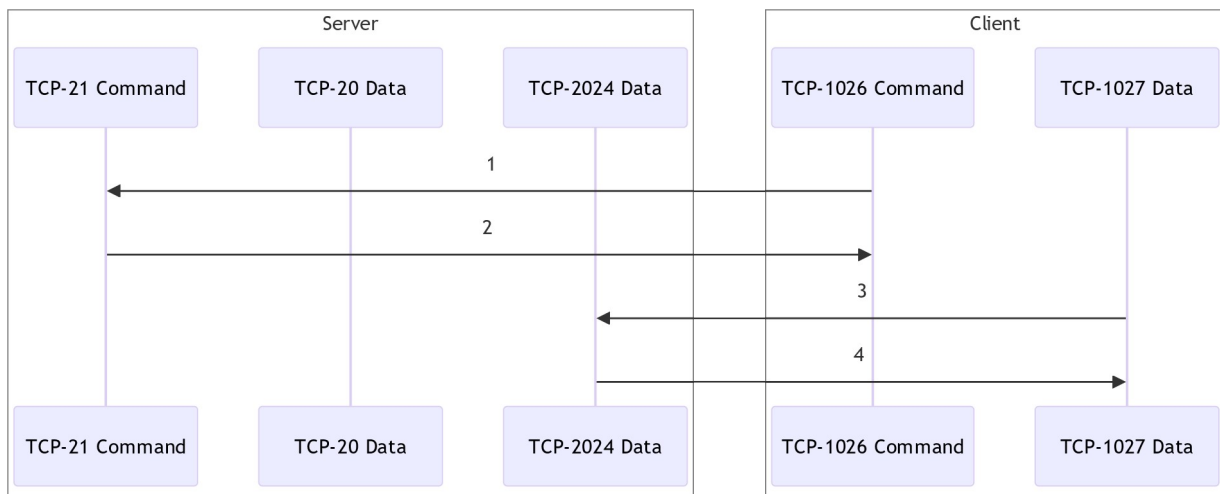 Server
Client
TCP-21 Command
TCP-20 Data
TCP-2024 Data
TCP-1026 Command
TCP-1027 Data
1
2
3
4
TCP-21 Command
TCP-20 Data
TCP-2024 Data
TCP-1026 Command
TCP-1027 Data